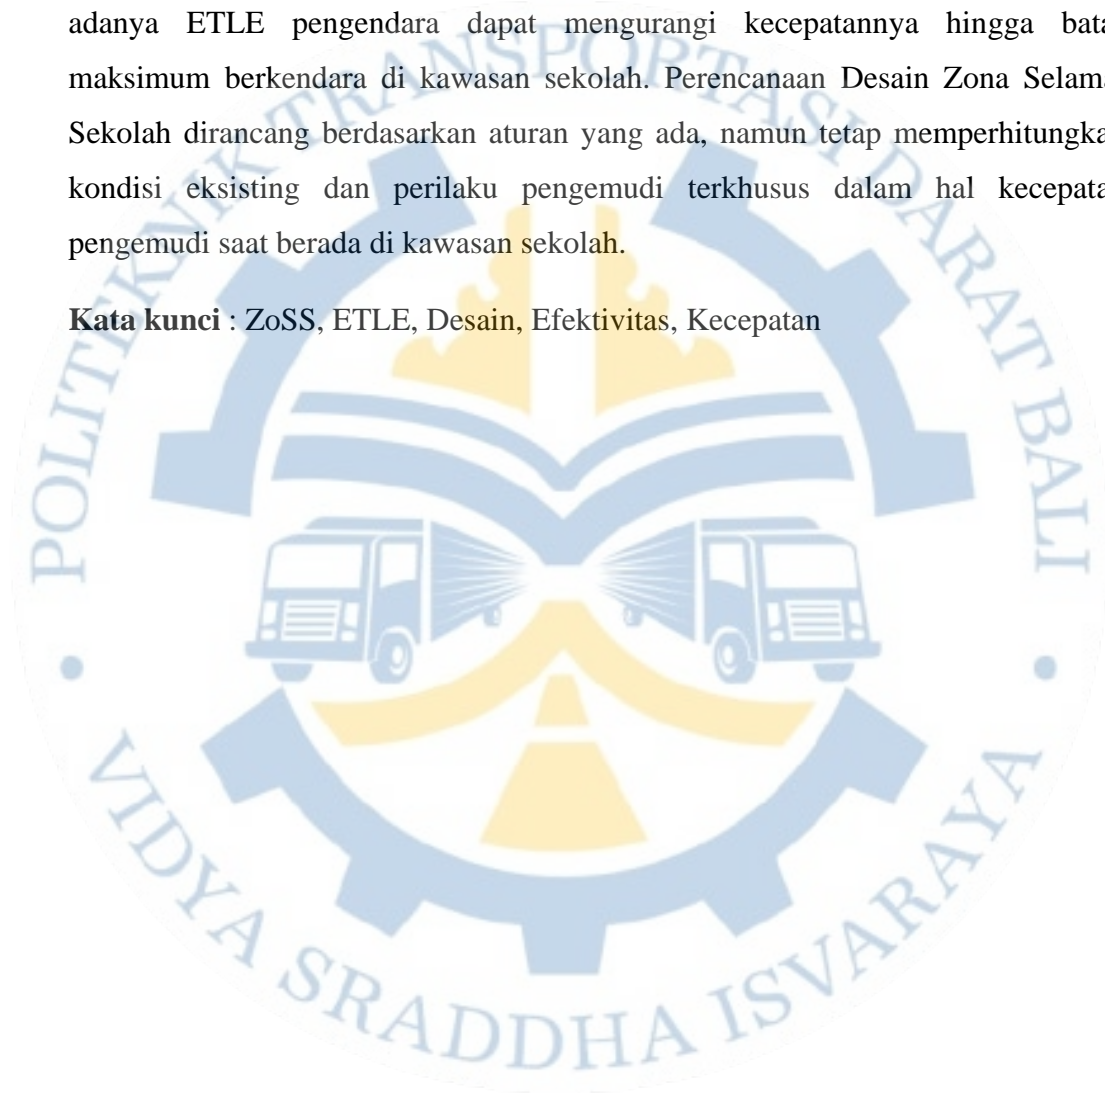 adanya ETLE pengendara dapat mengurangi kecepatannya hingga bata
maksimum berkendara di kawasan sekolah. Perencanaan Desain Zona Selama
Sekolah dirancang berdasarkan aturan yang ada, namun tetap memperhitungka
kondisi eksisting dan perilaku pengemudi terkhusus dalam hal kecepata
pengemudi saat berada di kawasan sekolah.
Kata kunci : ZoSS, ETLE, Desain, Efektivitas, Kecepatan
POLITEKNIK TRANSPORTASI DARAT BALI
VIDYA SRADDHA ISVARAYA